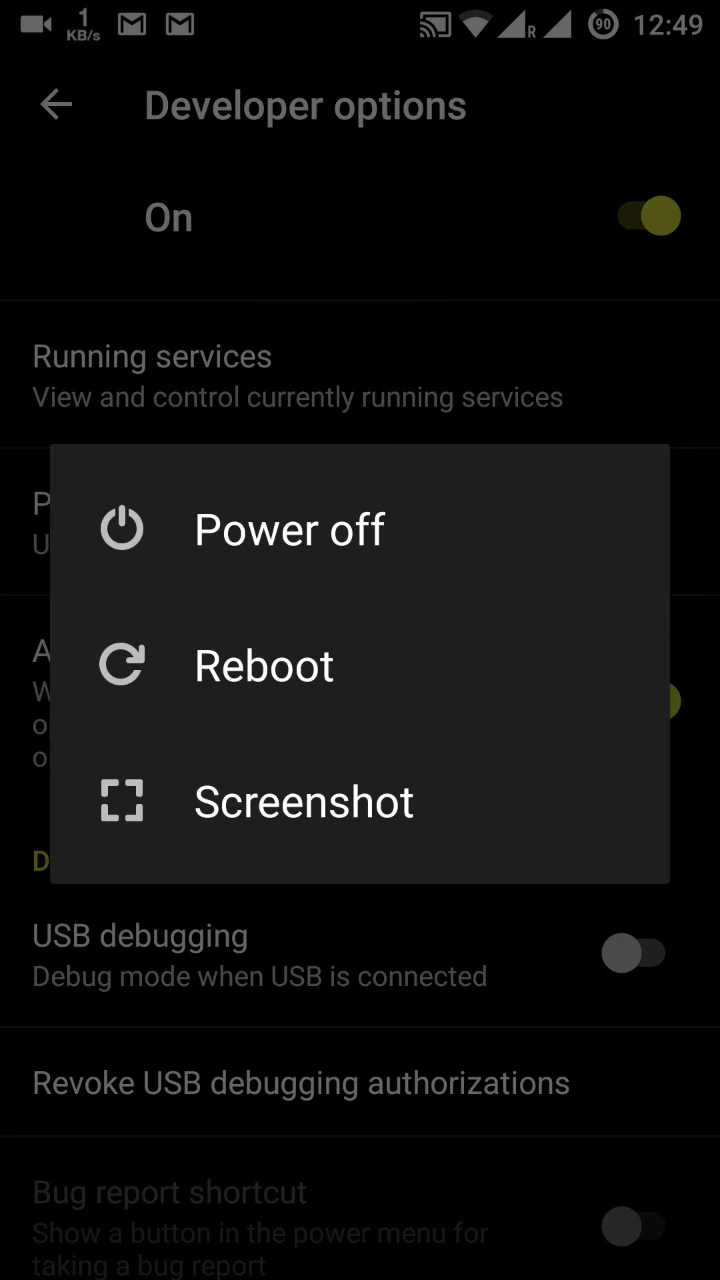 1
KB/s
R
90
12:49
Developer options
On
Running services
View and control currently running services
P
U
Power off
A
W
o
o
Reboot
Screenshot
D
USB debugging
Debug mode when USB is connected
Revoke USB debugging authorizations
Bug report shortcut
Show a button in the power menu for
taking a bug report